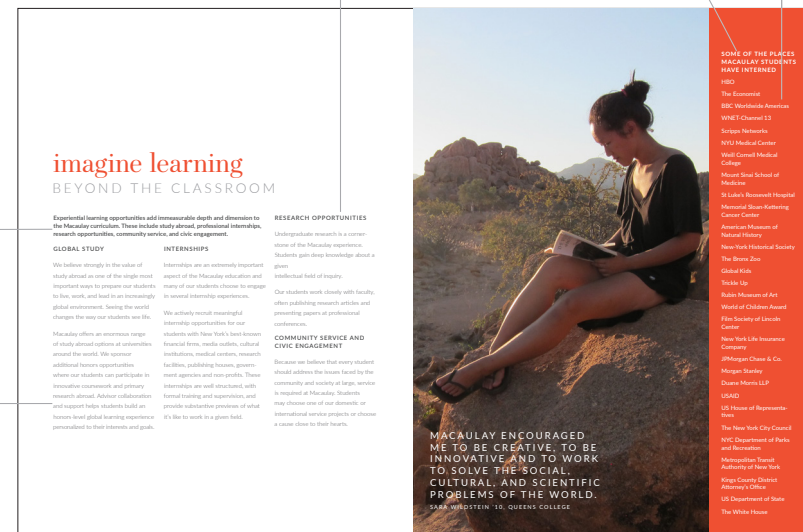 imagine learning
BEYOND THE CLASSROOM
Experiential learning opportunities add immeasurable depth and dimension to
the Macaulay curriculum. These include study abroad, professional internships,
research opportunities, community service, and civic engagement.
GLOBAL STUDY
We believe strongly in the value of
study abroad as one of the single most
important ways to prepare our students
to live, work, and lead in an increasingly
global environment. Seeing the world
changes the way our students see life.
Macaulay offers an enormous range
of study abroad options at universities
around the world. We sponsor
additional honors opportunities
where our students can participate in
innovative coursework and primary
research abroad. Advisor collaboration
and support helps students build an
honors level global learning experience
personalized to their interests and goals.
INTERNSHIPS
Internships are an extremely important
aspect of the Macaulay education and
many of our students choose to engage
in several internship experiences.
We actively recruit meaningful
internship opportunities for our
students with New York's best-known
financial firms, media outlets, cultural
institutions, medical centers, research
facilities, publishing houses, govern-
ment agencies and non-profits. These
internships are well structured, with
formal training and supervision, and
provide substantive previews of what
it's like to work in a given field.
RESEARCH OPPORTUNITIES
Undergraduate research is a corner-
stone of the Macaulay experience.
Students gain deep knowledge about a
given
intellectual field of inquiry.
Our students work closely with faculty,
often publishing research articles and
presenting papers at professional
conferences.
COMMUNITY SERVICE AND
CIVIC ENGAGEMENT
Because we believe that every student
should address the issues faced by the
community and society at large, service
is required at Macaulay. Students
may choose one of our domestic or
international service projects or choose
a cause close to their hearts.
MACAULAY ENCOURAGED
ME TO BE CREATIVE, TO BE
INNOVATIVE AND TO WORK
TO SOLVE THE SOCIAL,
CULTURAL, AND SCIENTIFIC
PROBLEMS OF THE WORLD.
SARA WILDSTEIN '10, QUEENS COLLEGE
SOME OF THE PLACES
MACAULAY STUDENTS
HAVE INTERNED
HBO
The Economist
BBC Worldwide Americas
WNET-Channel 13
Scripps Networks
NYU Medical Center
Weill Cornell Medical
College
Mount Sinai School of
Medicine
St Luke's Roosevelt Hospital
Memorial Sloan-Kettering
Cancer Center
American Museum of
Natural History
New-York Historical Society
The Bronx Zoo
Global Kids
Trickle Up
Rubin Museum of Art
World of Children Award
Film Society of Lincoln
Center
New York Life Insurance
Company
JPMorgan Chase & Co.
Morgan Stanley
Duane Morris LLP
USAID
US House of Representa-
tives
The New York City Council
NYC Department of Parks
and Recreation
Metropolitan Transit
Authority of New York
Kings County District
Attorney's Office
US Department of State
The White House